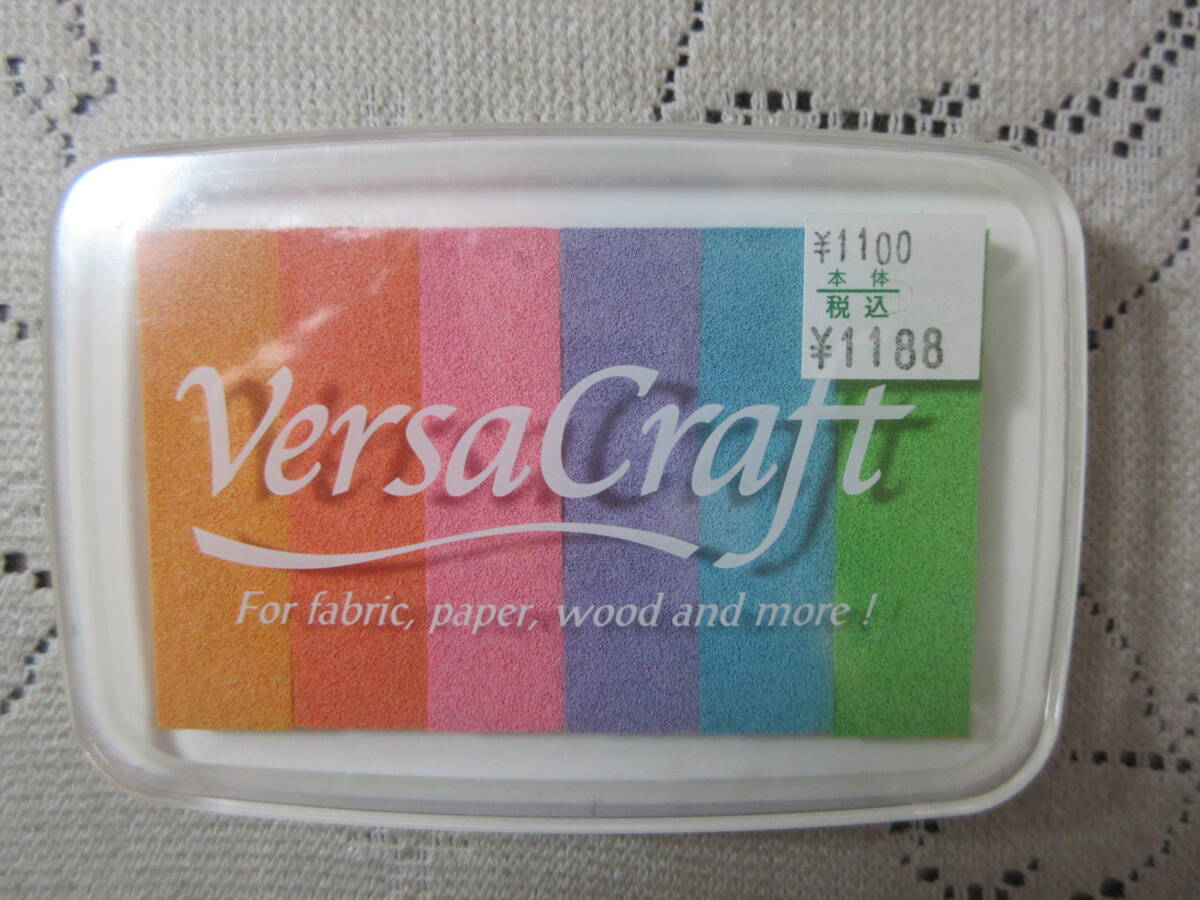 ¥1100
本体
税込
¥1188
VersaCraft
For fabric, paper, wood and more !